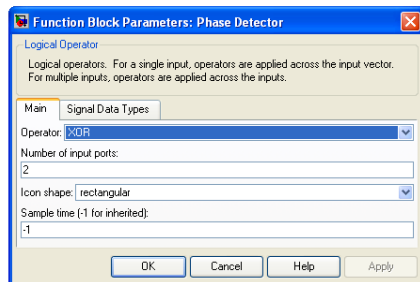 Function Block Parameters: Phase Detector
Logical Operator
Logical operators. For a single input, operators are applied across the input vector.
For multiple inputs, operators are applied across the inputs.
Main Signal Data Types
Operator: XOR
Number of input ports:
2
Icon shape: rectangular
Sample time (-1 for inherited):
-1
OK Cancel Help Apply